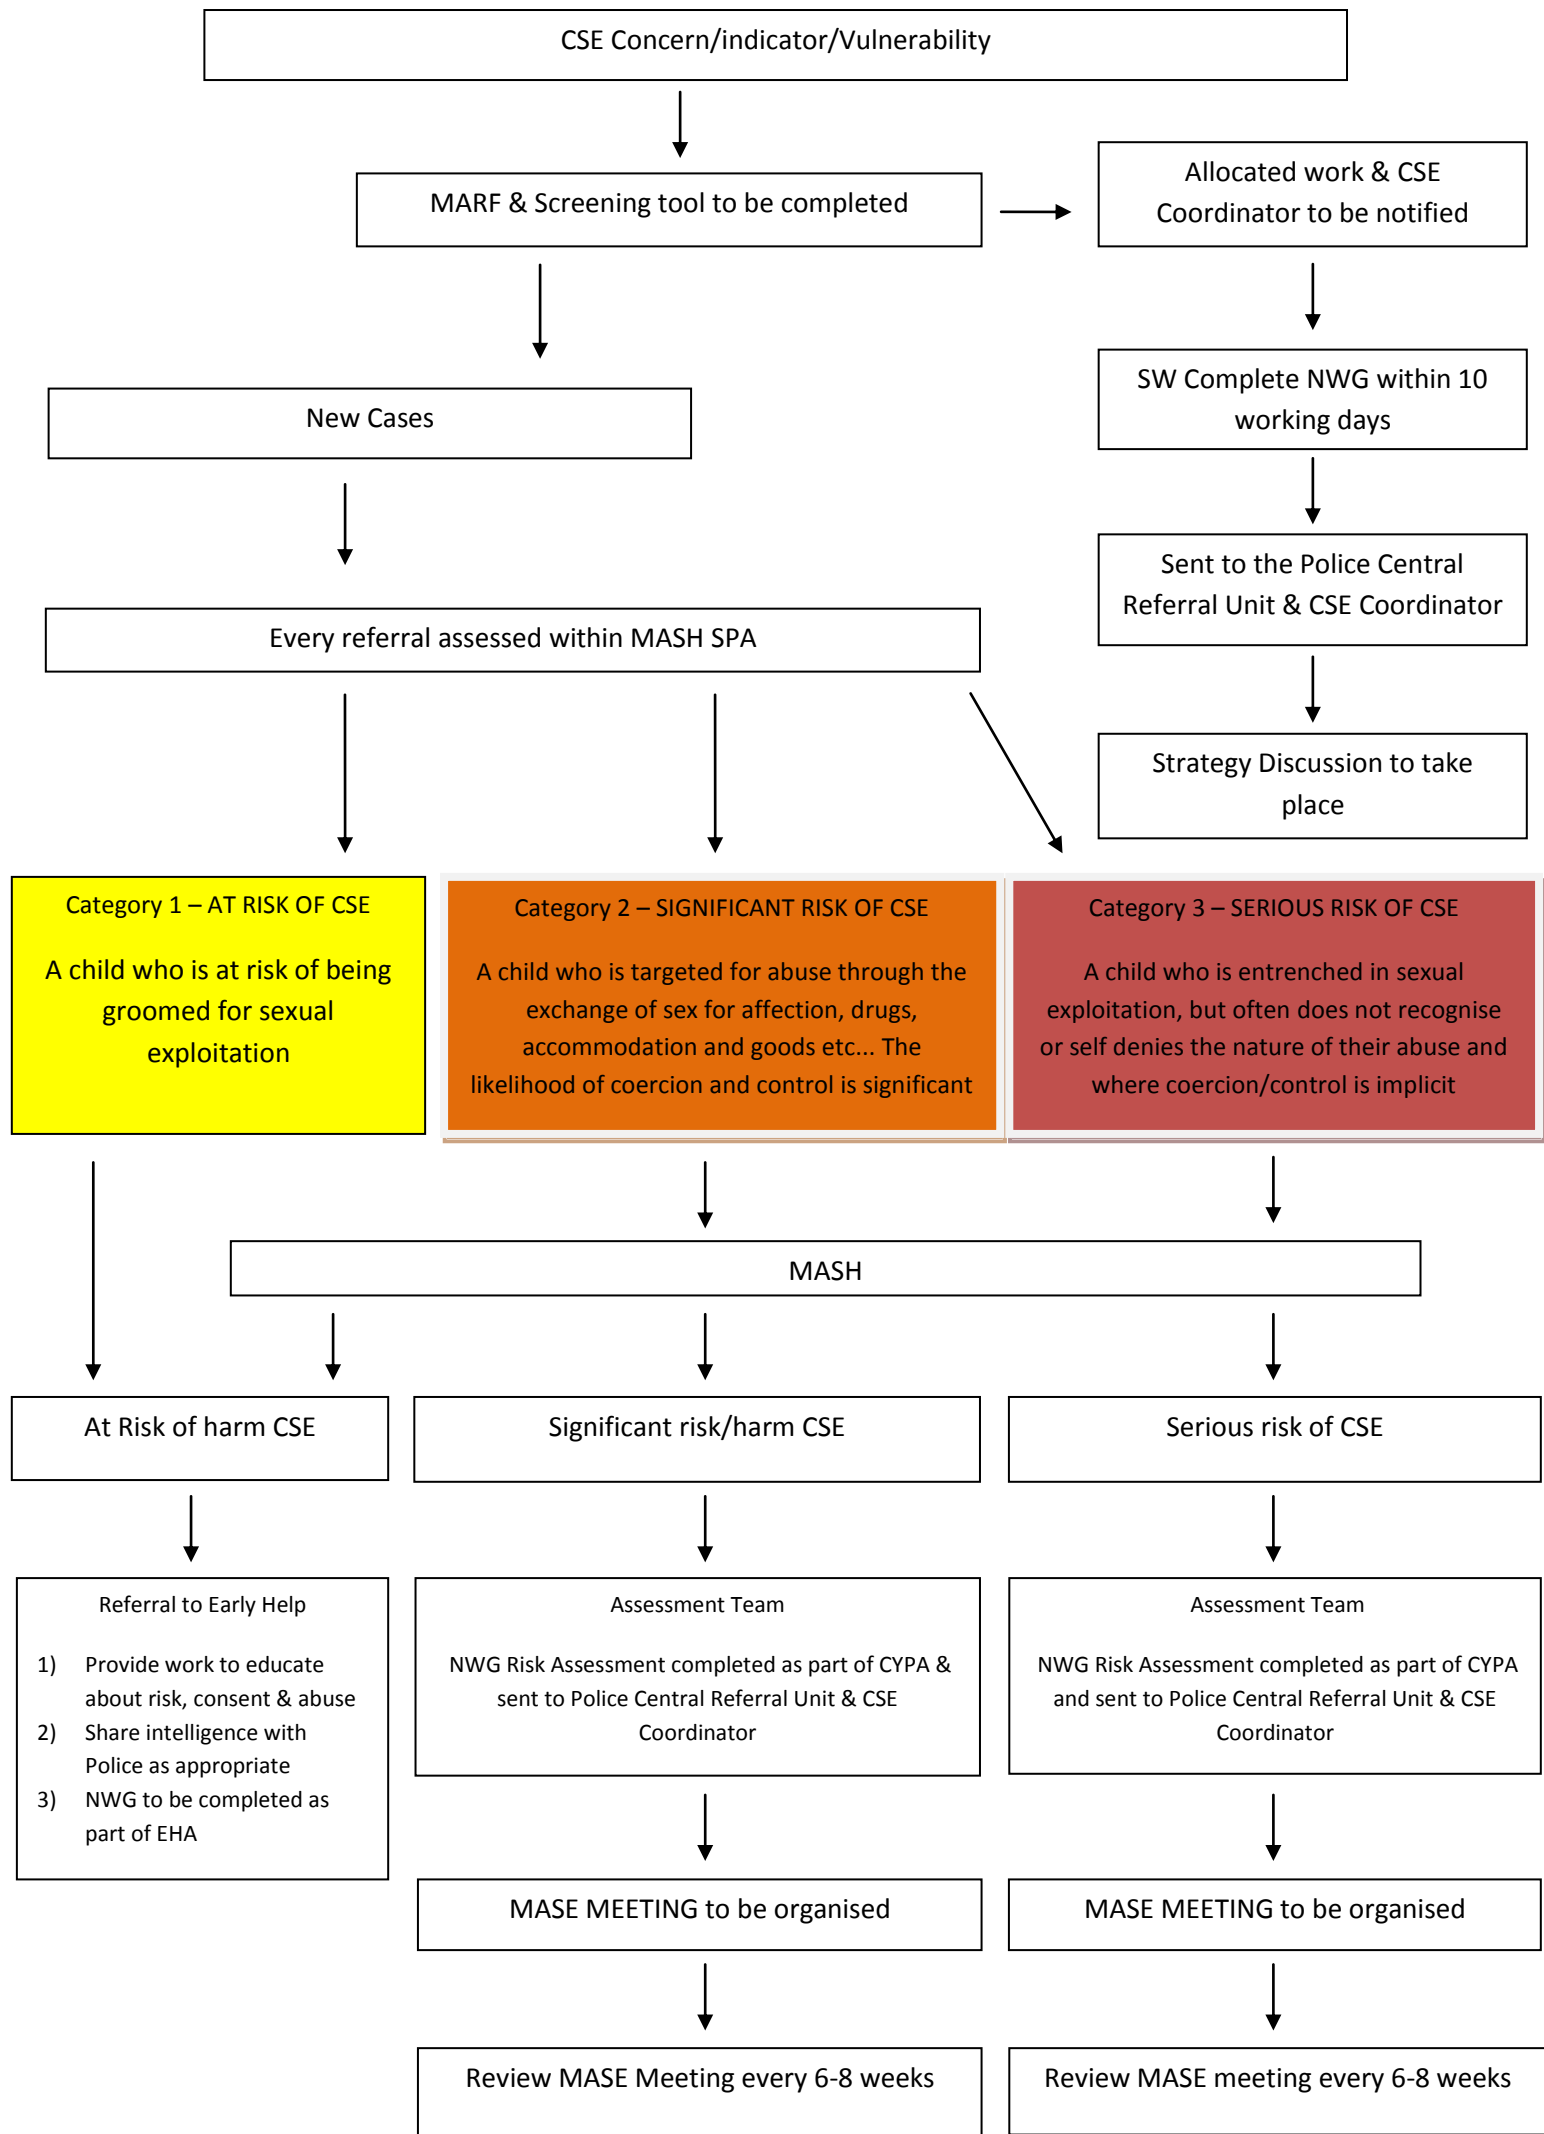 CSE Concern/indicator/Vulnerability
MARF & Screening tool to be completed
Allocated work & CSE
Coordinator to be notified
SW Complete NWG within 10
working days
New Cases
Sent to the Police Central
Referral Unit & CSE Coordinator
Every referral assessed within MASH SPA
Strategy Discussion to take
place
Category 1 – AT RISK OF CSE
A child who is at risk of being
groomed for sexual
exploitation
Category 2 – SIGNIFICANT RISK OF CSE
A child who is targeted for abuse through the
exchange of sex for affection, drugs,
accommodation and goods etc... The
likelihood of coercion and control is significant
Category 3 – SERIOUS RISK OF CSE
A child who is entrenched in sexual
exploitation, but often does not recognise
or self denies the nature of their abuse and
where coercion/control is implicit
MASH
At Risk of harm CSE
Significant risk/harm CSE
Serious risk of CSE
Referral to Early Help
1) Provide work to educate
about risk, consent & abuse
2) Share intelligence with
Police as appropriate
3) NWG to be completed as
part of EHA
Assessment Team
NWG Risk Assessment completed as part of CYPA &
sent to Police Central Referral Unit & CSE
Coordinator
Assessment Team
NWG Risk Assessment completed as part of CYPA
and sent to Police Central Referral Unit & CSE
Coordinator
MASE MEETING to be organised
MASE MEETING to be organised
Review MASE Meeting every 6-8 weeks
Review MASE meeting every 6-8 weeks